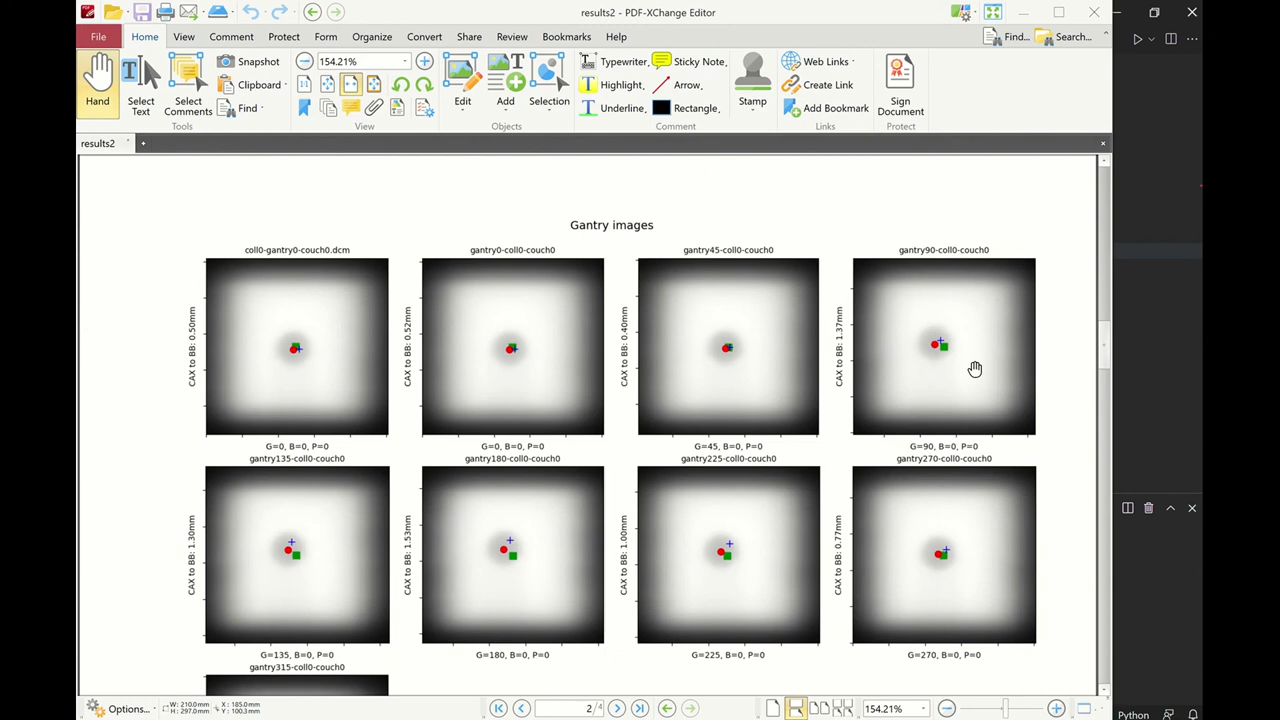 results2 - PDF-XChange Editor
File Home View Comment Protect Form Organize Convert Share Review Bookmarks Help Find... Search...
Hand
Select Text
Select Comments
Snapshot
Clipboard
Find
Tools
154.21%
View
Edit
Add
Selection
Objects
Typewriter
Highlight
Underline
Sticky Note
Arrow
Rectangle
Stamp
Comment
Web Links
Create Link
Add Bookmark
Links
Sign Document
Protect
results2
Gantry images
coll0-gantry0-couch0.dcm gantry0-coll0-couch0 gantry45-coll0-couch0 gantry90-coll0-couch0
CAX to BB: 0.50mm
CAX to BB: 0.52mm
CAX to BB: 0.40mm
CAX to BB: 1.37mm
G=0, B=0, P=0 G=0, B=0, P=0 G=45, B=0, P=0 G=90, B=0, P=0
gantry135-coll0-couch0 gantry180-coll0-couch0 gantry225-coll0-couch0 gantry270-coll0-couch0
CAX to BB: 1.30mm
CAX to BB: 1.53mm
CAX to BB: 1.00mm
CAX to BB: 0.77mm
G=135, B=0, P=0 G=180, B=0, P=0 G=225, B=0, P=0 G=270, B=0, P=0
gantry315-coll0-couch0
Options...
W: 210.0mm
H: 297.0mm
X: 185.0mm
Y: 100.3mm
2 / 4
154.21%
Python